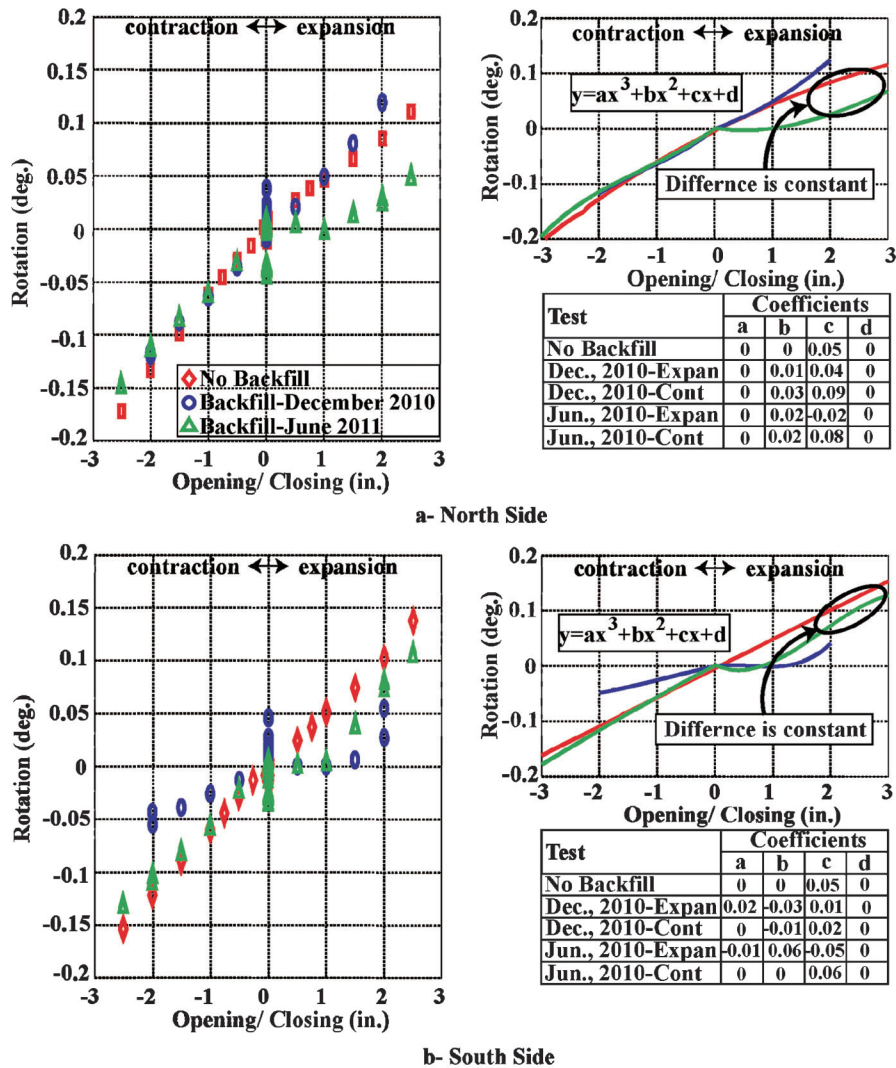 contraction ↔ expansion
0.2
0.15
0.1
0.05
0
-0.05
-0.1
-0.15
-0.2
Rotation (deg.)
No Backfill
Backfill-December 2010
Backfill-June 2011
-3 -2 -1 0 1 2 3
Opening/ Closing (in.)
contraction ↔ expansion
0.2
0.1
0
-0.1
-0.2
Rotation (deg.)
y=ax³+bx²+cx+d
Differnce is constant
-3 -2 -1 0 1 2 3
Opening/ Closing (in.)
Test Coefficients
a b c d
No Backfill 0 0 0.05 0
Dec., 2010-Expan 0 0.01 0.04 0
Dec., 2010-Cont 0 0.03 0.09 0
Jun., 2010-Expan 0 0.02 -0.02 0
Jun., 2010-Cont 0 0.02 0.08 0
a- North Side
contraction ↔ expansion
0.2
0.15
0.1
0.05
0
-0.05
-0.1
-0.15
-0.2
Rotation (deg.)
-3 -2 -1 0 1 2 3
Opening/ Closing (in.)
contraction ↔ expansion
0.2
0.1
0
-0.1
-0.2
Rotation (deg.)
y=ax³+bx²+cx+d
Differnce is constant
-3 -2 -1 0 1 2 3
Opening/ Closing (in.)
Test Coefficients
a b c d
No Backfill 0 0 0.05 0
Dec., 2010-Expan 0.02 -0.03 0.01 0
Dec., 2010-Cont 0 -0.01 0.02 0
Jun., 2010-Expan -0.01 0.06 -0.05 0
Jun., 2010-Cont 0 0 0.06 0
b- South Side